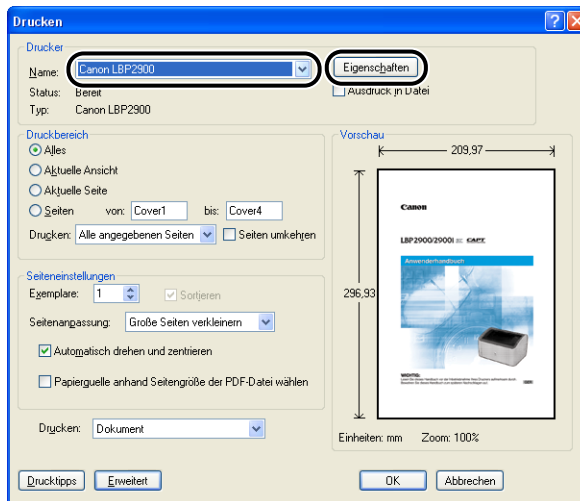 Drucken
Drucker
Name: Canon LBP2900 Eigenschaften
Status: Bereit Ausdruck in Datei
Typ: Canon LBP2900
Druckbereich
Alles
Aktuelle Ansicht
Aktuelle Seite
Seiten von: Cover1 bis: Cover4
Drucken: Alle angegebenen Seiten Seiten umkehren
Seiteneinstellungen
Exemplare: 1 Sortieren
Seitenanpassung: Große Seiten verkleinern
Automatisch drehen und zentrieren
Papierquelle anhand Seitengröße der PDF-Datei wählen
Drucken: Dokument
Drucktipps Erweitert
Vorschau
209,97
296,93
Canon
LBP2900/2900i CAPT
Anwenderhandbuch
WICHTIG:
Einheiten: mm Zoom: 100%
OK Abbrechen